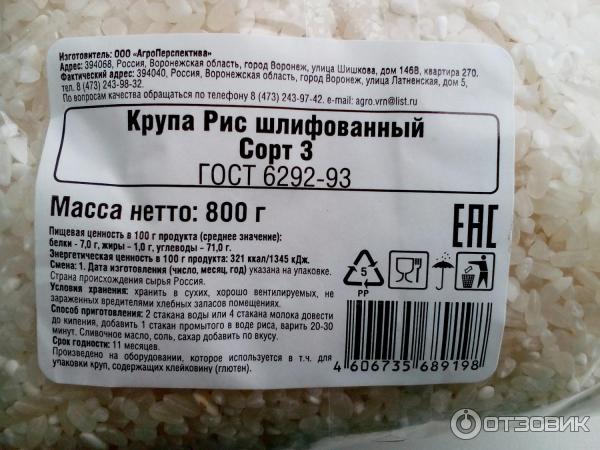 Изготовитель: ООО «АгроПерспектива»
Адрес: 394068, Россия, Воронежская область, город Воронеж, улица Шишкова, дом 146В, квартира 270.
Фактический адрес: 394040, Россия, Воронежская область, город Воронеж, улица Латненская, дом 5,
тел. 8 (473) 243-98-32.
По вопросам качества обращаться по телефону 8 (473) 243-97-42. e-mail: agro.vrn@list.ru
Крупа Рис шлифованный
Сорт 3
ГОСТ 6292-93
Масса нетто: 800 г
Пищевая ценность в 100 г продукта (среднее значение):
белки - 7,0 г, жиры - 1,0 г, углеводы - 71,0 г.
Энергетическая ценность в 100 г продукта: 321 ккал/1345 кДж.
Смена: 1. Дата изготовления (число, месяц, год) указана на упаковке.
Страна происхождения сырья Россия.
Условия хранения: хранить в сухих, хорошо вентилируемых, не
зараженных вредителями хлебных запасов помещениях.
Способ приготовления: 2 стакана воды или 4 стакана молока довести
до кипения, добавить 1 стакан промытого в воде риса, варить 20-30
минут. Сливочное масло, соль, сахар добавить по вкусу.
Срок годности: 11 месяцев.
Произведено на оборудовании, которое используется в т.ч. для
упаковки круп, содержащих клейковину (глютен).
ЕАС
5
PP
4 606735 689198
ОТЗОВИК